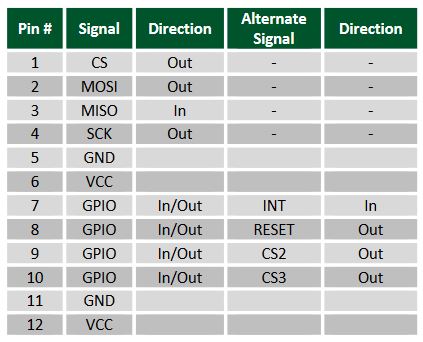 Pin # Signal Direction Alternate Signal Direction
1 CS Out - -
2 MOSI Out - -
3 MISO In - -
4 SCK Out - -
5 GND
6 VCC
7 GPIO In/Out INT In
8 GPIO In/Out RESET Out
9 GPIO In/Out CS2 Out
10 GPIO In/Out CS3 Out
11 GND
12 VCC